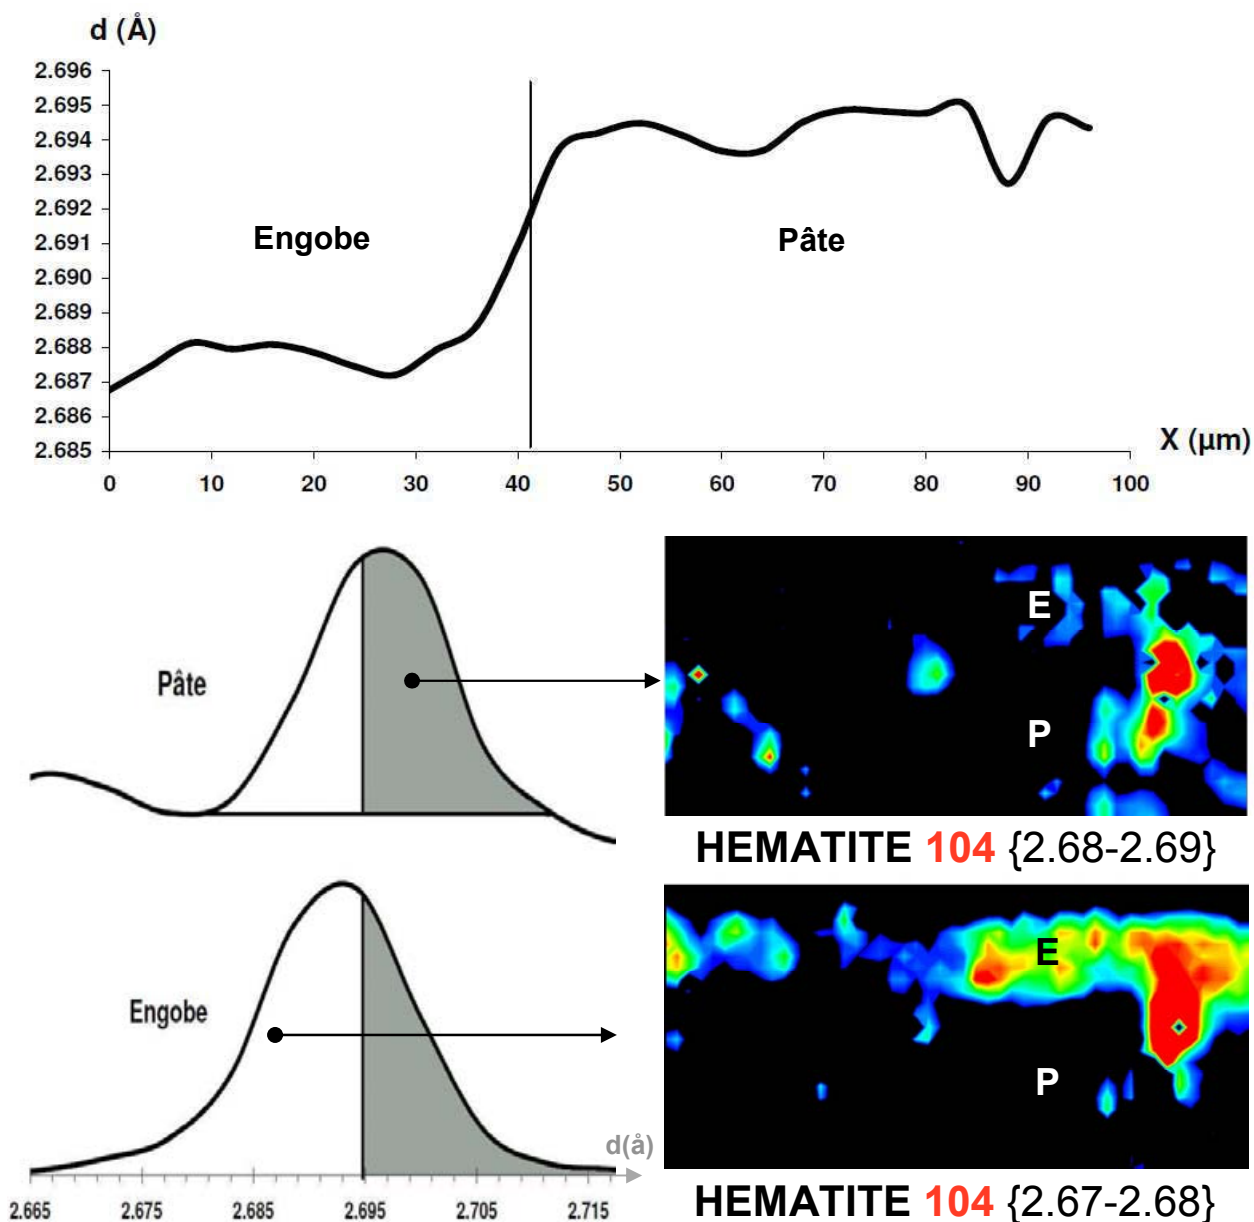 d (Å)
2.696
2.695
2.694
2.693
2.692
2.691
2.690
2.689
2.688
2.687
2.686
2.685
Engobe
Pâte
X (µm)
0 10 20 30 40 50 60 70 80 90 100
Pâte
E
P
HEMATITE 104 {2.68-2.69}
Engobe
E
P
d(å)
2.665 2.675 2.685 2.695 2.705 2.715
HEMATITE 104 {2.67-2.68}